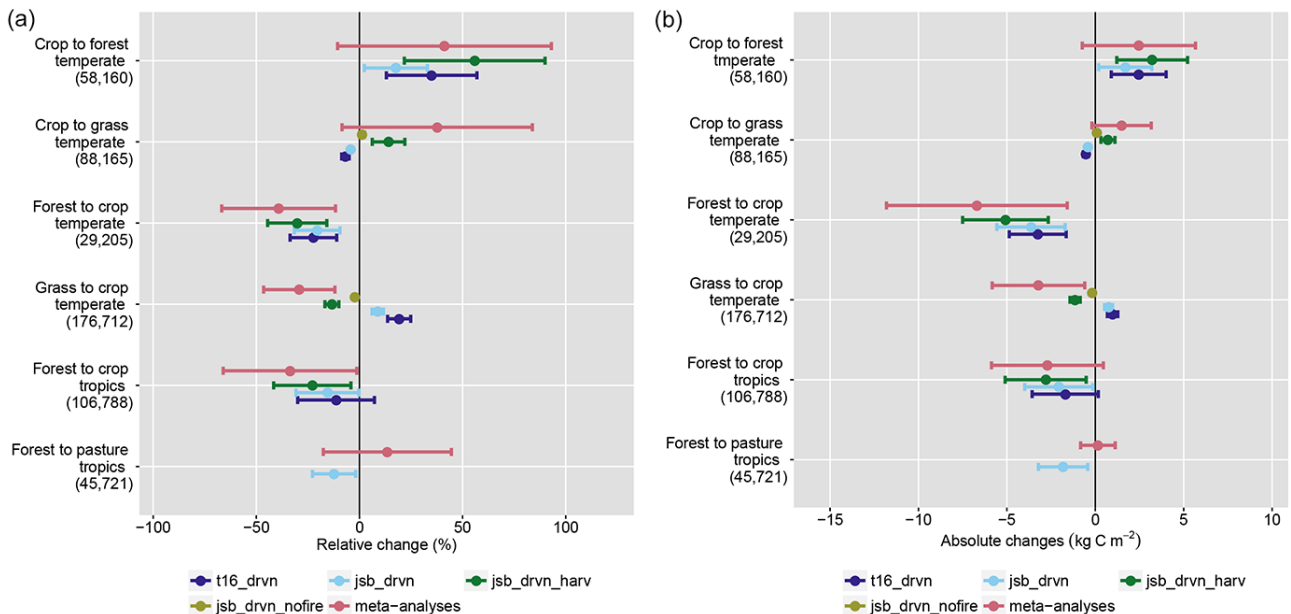 (a)
Crop to forest
temperate
(58,160)
Crop to grass
temperate
(88,165)
Forest to crop
temperate
(29,205)
Grass to crop
temperate
(176,712)
Forest to crop
tropics
(106,788)
Forest to pasture
tropics
(45,721)
−100 −50 0 50 100
Relative change (%)
t16_drvn jsb_drvn jsb_drvn_harv
jsb_drvn_nofire meta-analyses
(b)
Crop to forest
tmperate
(58,160)
Crop to grass
temperate
(88,165)
Forest to crop
temperate
(29,205)
Grass to crop
temperate
(176,712)
Forest to crop
tropics
(106,788)
Forest to pasture
tropics
(45,721)
−15 −10 −5 0 5 10
Absolute changes (kg C m⁻²)
t16_drvn jsb_drvn jsb_drvn_harv
jsb_drvn_nofire meta-analyses